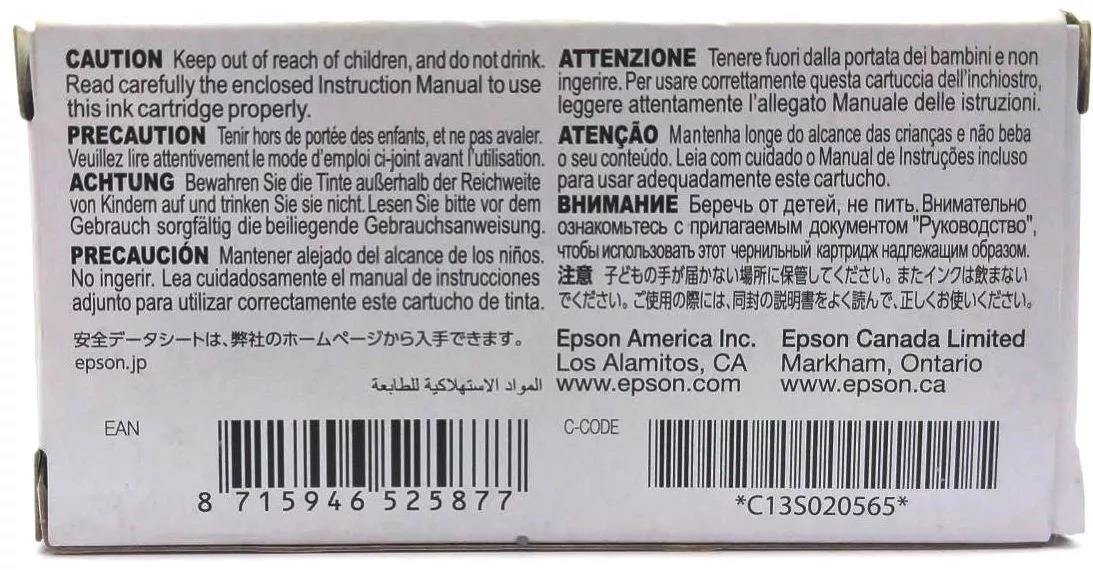 CAUTION Keep out of reach of children, and do not drink.
Read carefully the enclosed Instruction Manual to use
this ink cartridge properly.
PRECAUTION Tenir hors de portée des enfants, et ne pas avaler.
Veuillez lire attentivement le mode d'emploi ci-joint avant l'utilisation.
ACHTUNG Bewahren Sie die Tinte außerhalb der Reichweite
von Kindern auf und trinken Sie sie nicht. Lesen Sie bitte vor dem
Gebrauch sorgfältig die beiliegende Gebrauchsanweisung.
PRECAUCIÓN Mantener alejado del alcance de los niños.
No ingerir. Lea cuidadosamente el manual de instrucciones
adjunto para utilizar correctamente este cartucho de tinta.
安全データシートは、弊社のホームページから入手できます。
epson.jp
المواد الاستهلاكية للطابعة
ATTENZIONE Tenere fuori dalla portata dei bambini e non
ingerire. Per usare correttamente questa cartuccia dell'inchiostro,
leggere attentamente l'allegato Manuale delle istruzioni.
ATENÇÃO Mantenha longe do alcance das crianças e não beba
o seu conteúdo. Leia com cuidado o Manual de Instruções incluso
para usar adequadamente este cartucho.
ВНИМАНИЕ Беречь от детей, не пить. Внимательно
ознакомьтесь с прилагаемым документом "Руководство",
чтобы использовать этот чернильный картридж надлежащим образом.
注意 子どもの手が届かない場所に保管してください。またインクは飲まない
でください。ご使用の際には、同封の説明書をよく読んで、正しくお使いください。
Epson America Inc.
Los Alamitos, CA
www.epson.com
Epson Canada Limited
Markham, Ontario
www.epson.ca
EAN
8 715946 525877
C-CODE
*C13S020565*